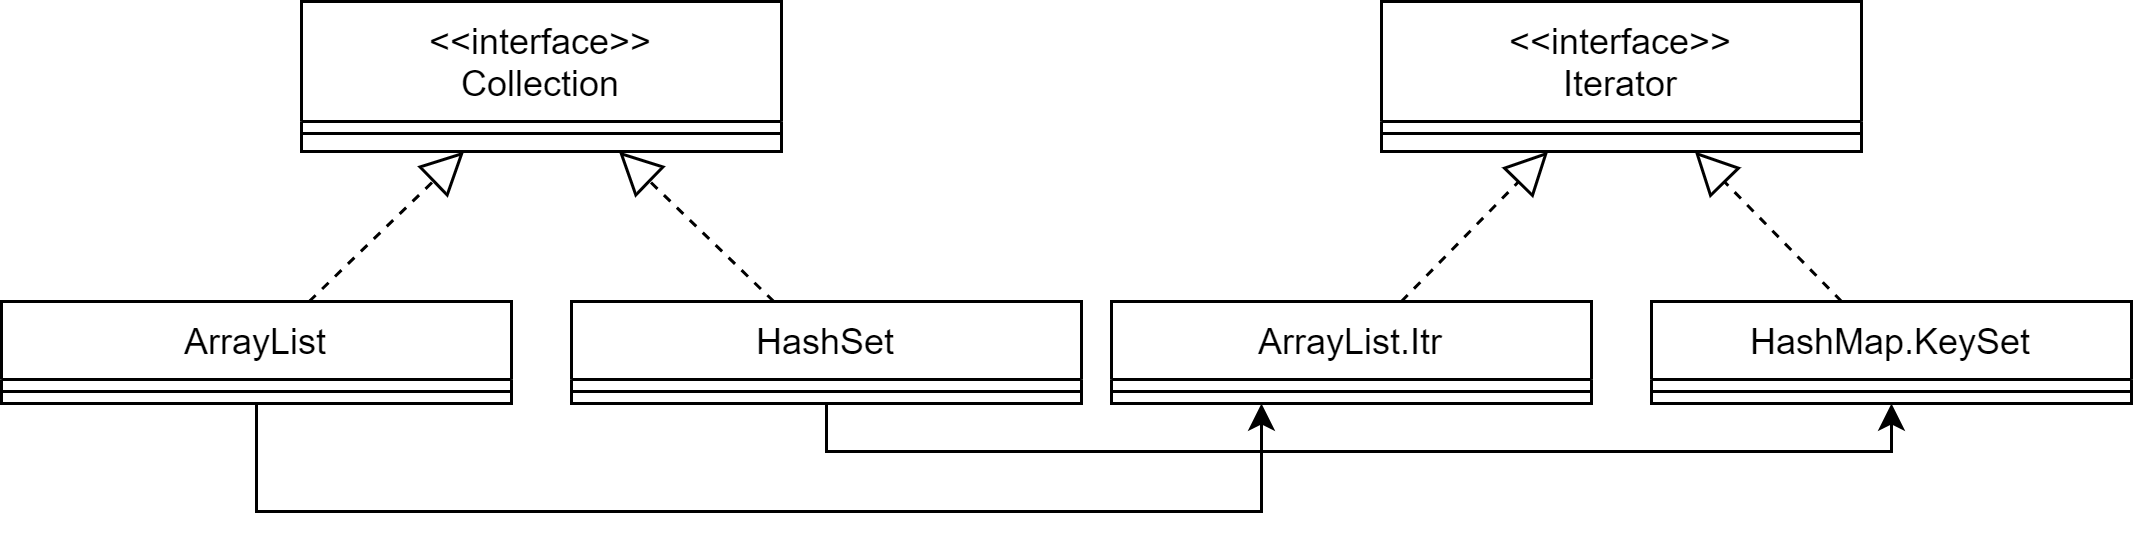 <<interface>>
Collection
<<interface>>
Iterator
ArrayList
HashSet
ArrayList.Itr
HashMap.KeySet